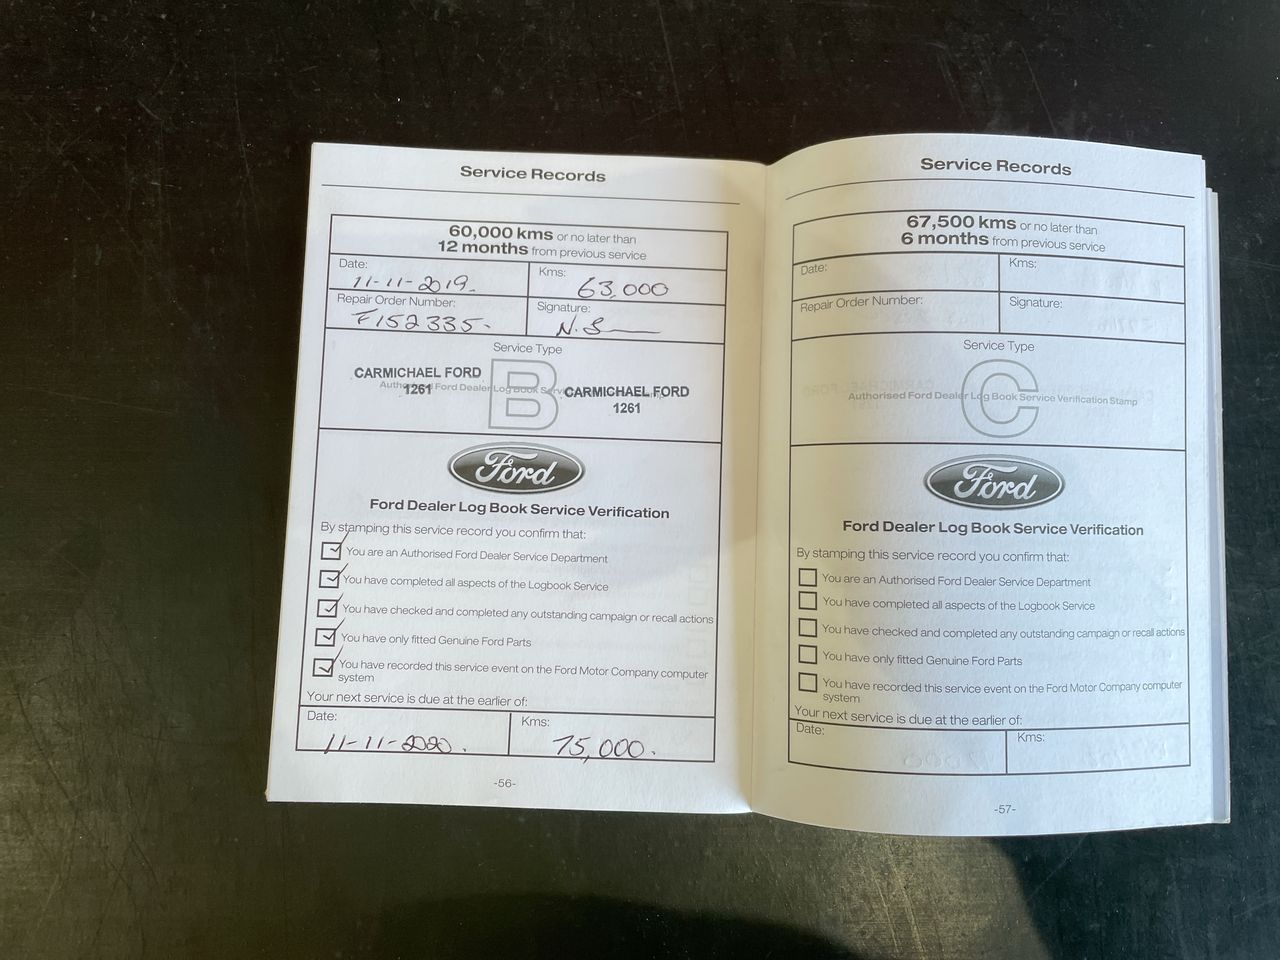 Service Records
60,000 kms or no later than
12 months from previous service
Date:
11-11-2019.
Kms:
63,000
Repair Order Number:
F152335.
Signature:
N.S
Service Type
B
Authorised Ford Dealer Log Book Service
CARMICHAEL FORD
1261
CARMICHAEL FORD
1261
Ford
Ford Dealer Log Book Service Verification
By stamping this service record you confirm that:
You are an Authorised Ford Dealer Service Department
You have completed all aspects of the Logbook Service
You have checked and completed any outstanding campaign or recall actions
You have only fitted Genuine Ford Parts
You have recorded this service event on the Ford Motor Company computer
system
Your next service is due at the earlier of:
Date:
11-11-2020.
Kms:
75,000.
-56-
Service Records
67,500 kms or no later than
6 months from previous service
Date:
Kms:
Repair Order Number:
Signature:
Service Type
C
Authorised Ford Dealer Log Book Service Verification Stamp
Ford
Ford Dealer Log Book Service Verification
By stamping this service record you confirm that:
You are an Authorised Ford Dealer Service Department
You have completed all aspects of the Logbook Service
You have checked and completed any outstanding campaign or recall actions
You have only fitted Genuine Ford Parts
You have recorded this service event on the Ford Motor Company computer
system
Your next service is due at the earlier of:
Date:
Kms:
-57-